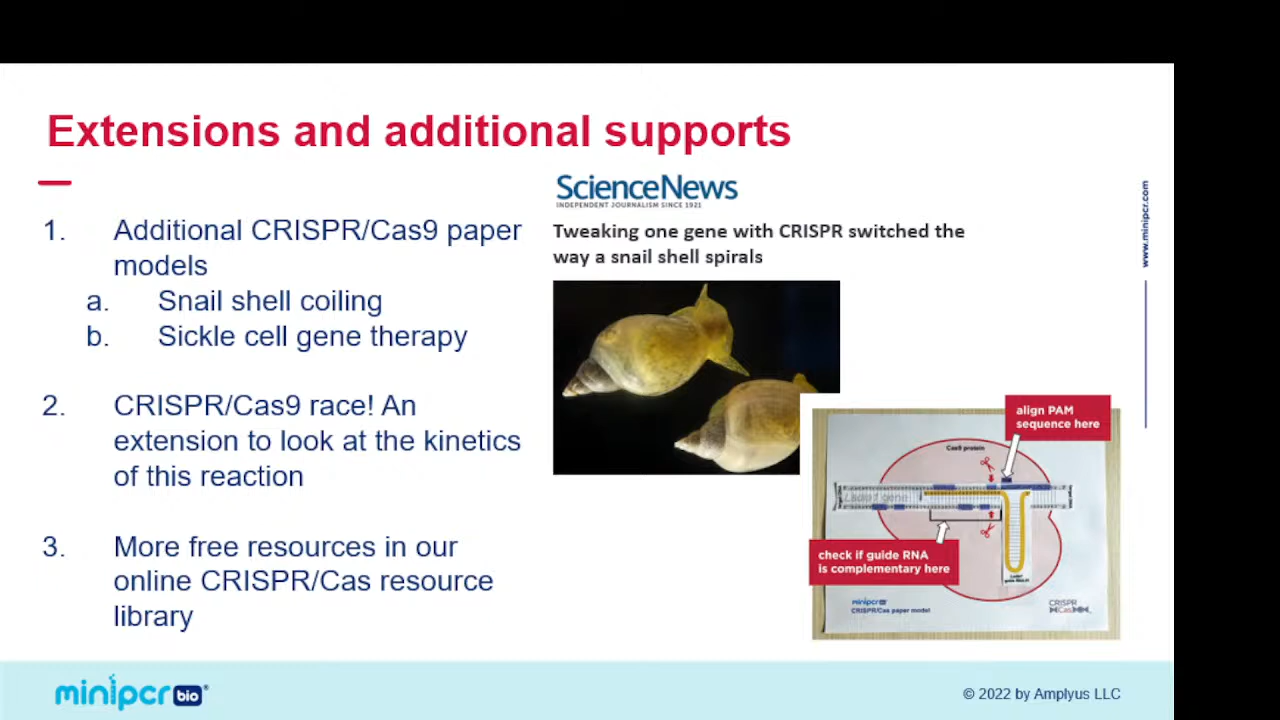 Extensions and additional supports
1. Additional CRISPR/Cas9 paper
models
a. Snail shell coiling
b. Sickle cell gene therapy
2. CRISPR/Cas9 race! An
extension to look at the kinetics
of this reaction
3. More free resources in our
online CRISPR/Cas resource
library
ScienceNews
INDEPENDENT JOURNALISM SINCE 1921
Tweaking one gene with CRISPR switched the
way a snail shell spirals
www.minipcr.com
align PAM
sequence here
Cas9 protein
check if guide RNA
is complementary here
minipcr
CRISPR/Cas paper model
CRISPR
Cas
minipcr bio
© 2022 by Amplyus LLC